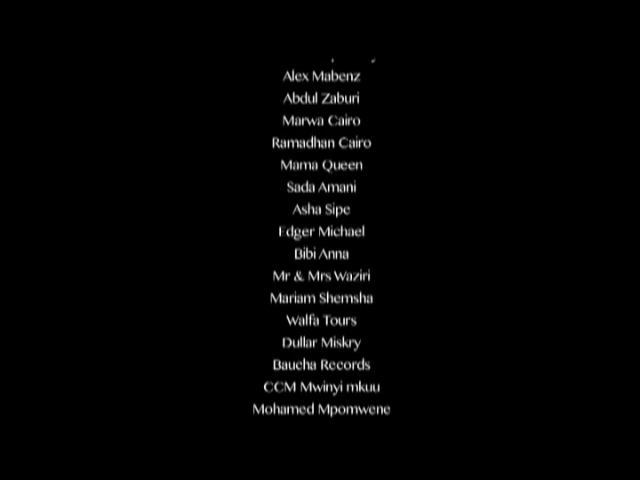 Alex Mabenz
Abdul Zaburi
Marwa Cairo
Ramadhan Cairo
Mama Queen
Sada Amani
Asha Sipe
Edger Michael
Bibi Anna
Mr & Mrs Waziri
Mariam Shemsha
Walfa Tours
Dullar Miskry
Baucha Records
CCM Mwinyi mkuu
Mohamed Mpomwene